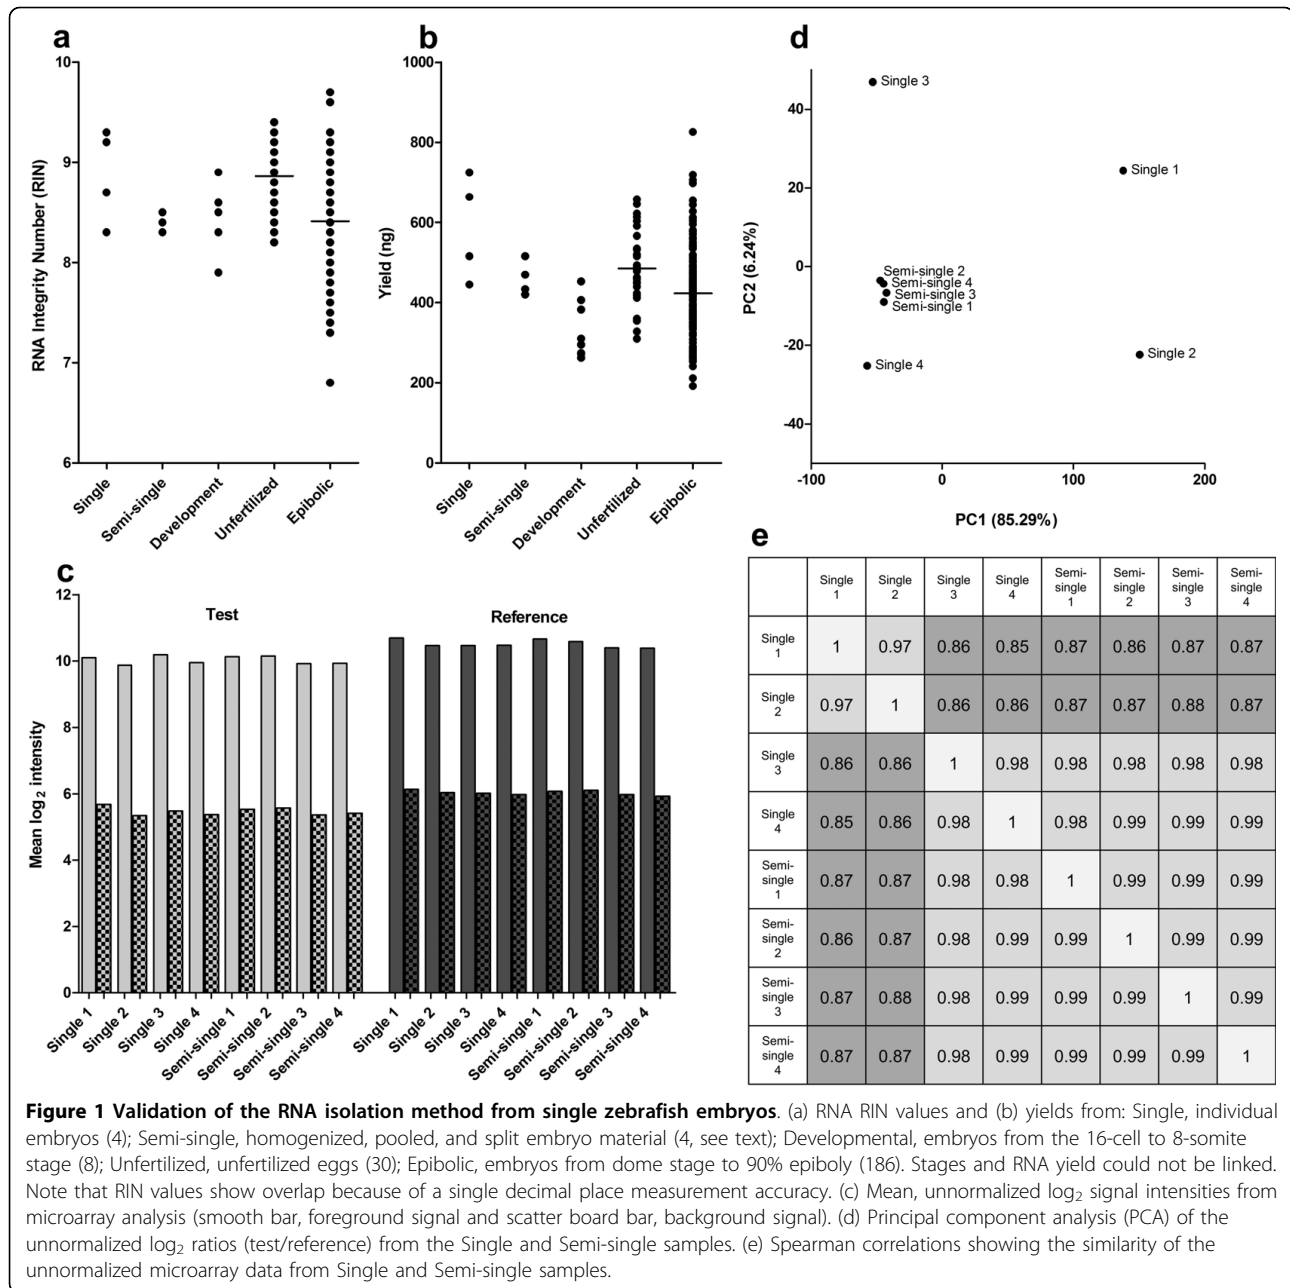 a
10
9
8
7
6
RNA Integrity Number (RIN)
Single
Semi-single
Development
Unfertilized
Epibolic
b
1000
800
600
400
200
0
Yield (ng)
Single
Semi-single
Development
Unfertilized
Epibolic
d
40
20
0
-20
-40
PC2 (6.24%)
Single 3
Single 1
Semi-single 2
Semi-single 4
Semi-single 3
Semi-single 1
Single 4
Single 2
-100 0 100 200
PC1 (85.29%)
c
12
10
8
6
4
2
0
Mean log2 intensity
Test
Reference
Single 1
Single 2
Single 3
Single 4
Semi-single 1
Semi-single 2
Semi-single 3
Semi-single 4
Single 1
Single 2
Single 3
Single 4
Semi-single 1
Semi-single 2
Semi-single 3
Semi-single 4
e
Single 1 Single 2 Single 3 Single 4 Semi-single 1 Semi-single 2 Semi-single 3 Semi-single 4
Single 1 1 0.97 0.86 0.85 0.87 0.86 0.87 0.87
Single 2 0.97 1 0.86 0.86 0.87 0.87 0.88 0.87
Single 3 0.86 0.86 1 0.98 0.98 0.98 0.98 0.98
Single 4 0.85 0.86 0.98 1 0.98 0.99 0.99 0.99
Semi-single 1 0.87 0.87 0.98 0.98 1 0.99 0.99 0.99
Semi-single 2 0.86 0.87 0.98 0.99 0.99 1 0.99 0.99
Semi-single 3 0.87 0.88 0.98 0.99 0.99 0.99 1 0.99
Semi-single 4 0.87 0.87 0.98 0.99 0.99 0.99 0.99 1
Figure 1 Validation of the RNA isolation method from single zebrafish embryos. (a) RNA RIN values and (b) yields from: Single, individual
embryos (4); Semi-single, homogenized, pooled, and split embryo material (4, see text); Developmental, embryos from the 16-cell to 8-somite
stage (8); Unfertilized, unfertilized eggs (30); Epibolic, embryos from dome stage to 90% epiboly (186). Stages and RNA yield could not be linked.
Note that RIN values show overlap because of a single decimal place measurement accuracy. (c) Mean, unnormalized log2 signal intensities from
microarray analysis (smooth bar, foreground signal and scatter board bar, background signal). (d) Principal component analysis (PCA) of the
unnormalized log2 ratios (test/reference) from the Single and Semi-single samples. (e) Spearman correlations showing the similarity of the
unnormalized microarray data from Single and Semi-single samples.